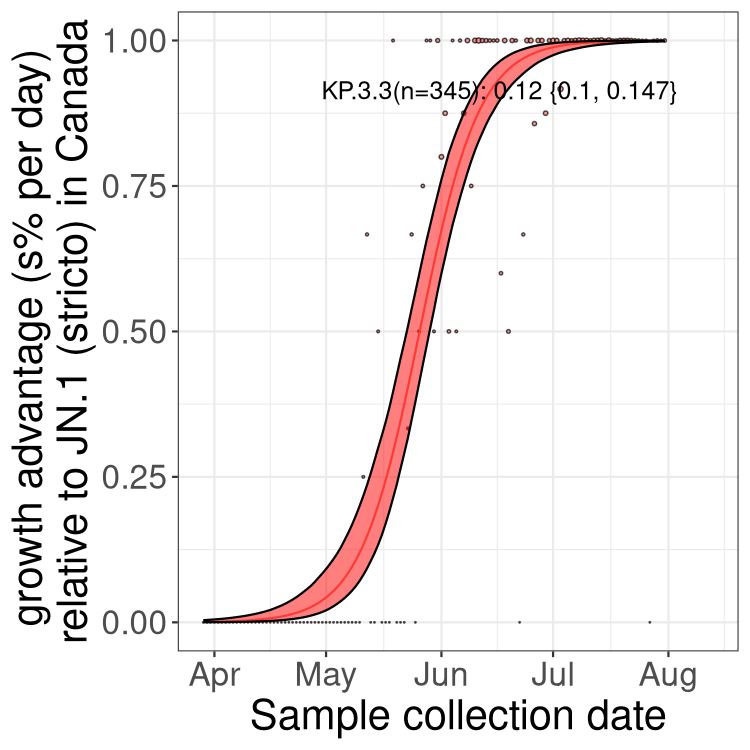 growth advantage (s% per day)
relative to JN.1 (stricto) in Canada
1.00
0.75
0.50
0.25
0.00
KP.3.3(n=345): 0.12 {0.1, 0.147}
Apr May Jun Jul Aug
Sample collection date